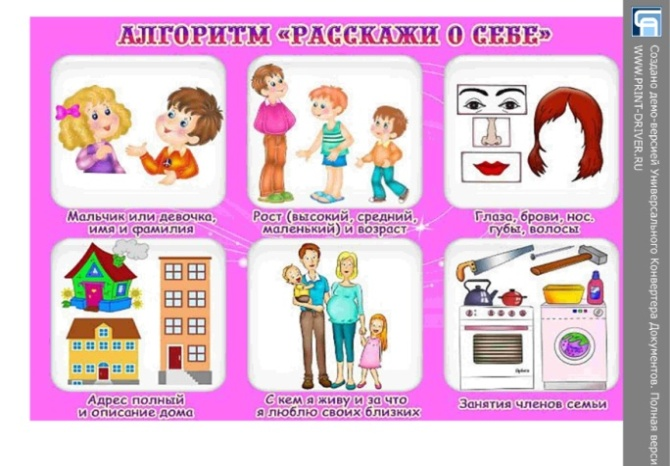 АЛГОРИТМ «РАССКАЖИ О СЕБЕ»
Мальчик или девочка,
имя и фамилия
Рост (высокий, средний,
маленький) и возраст
Глаза, брови, нос.
губы, волосы
Адрес полный
и описание дома
С кем я живу и за что
я люблю своих близких
Занятия членов семьи
Создано демо-версией Универсального Конвертера Документов. Полная верси
WWW.PRINT-DRIVER.RU